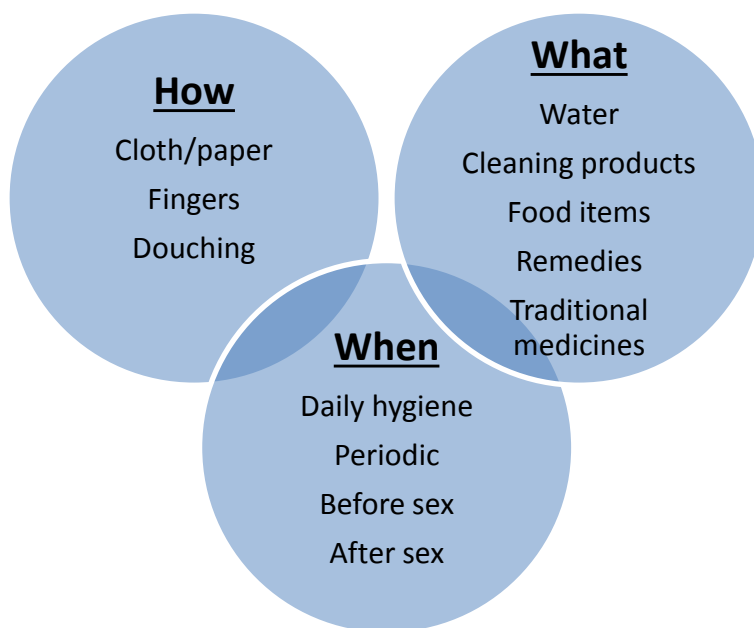 How
Cloth/paper
Fingers
Douching
What
Water
Cleaning products
Food items
Remedies
Traditional
medicines
When
Daily hygiene
Periodic
Before sex
After sex